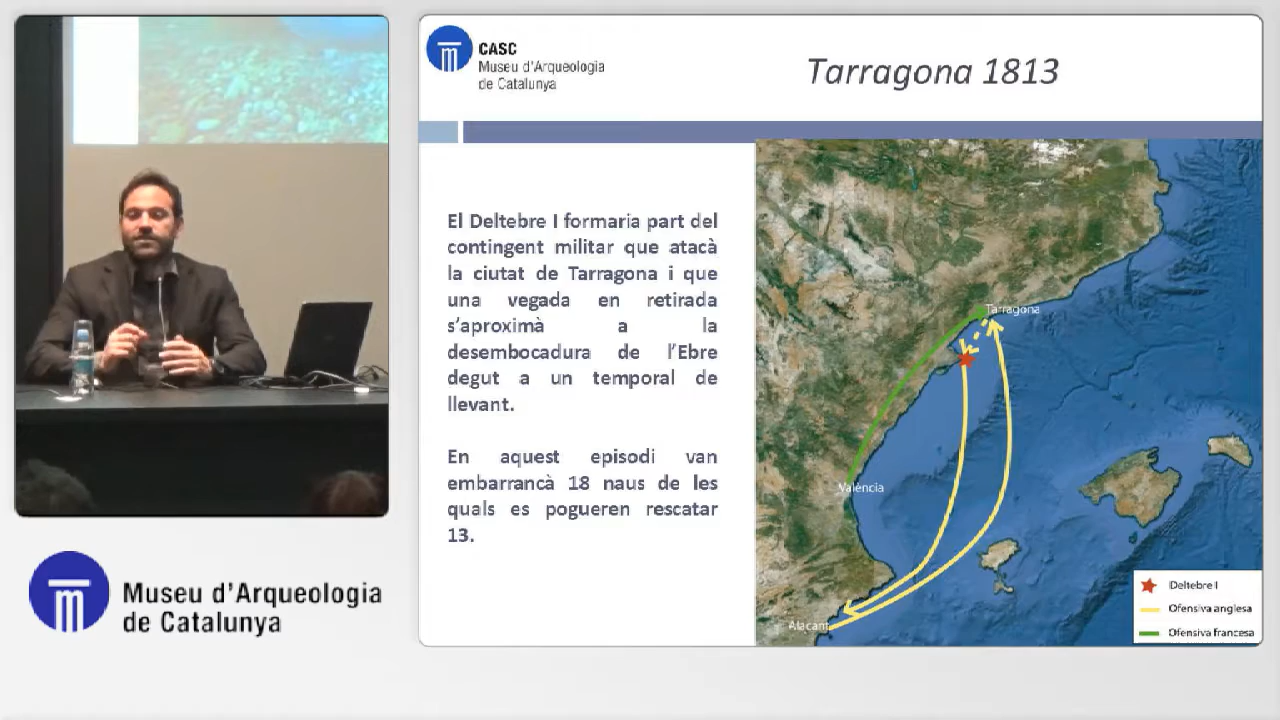 CASC
Museu d'Arqueologia
de Catalunya
Tarragona 1813
El Deltebre I formaria part del
contingent militar que atacà
la ciutat de Tarragona i que
una vegada en retirada
s'aproximà a la
desembocadura de l'Ebre
degut a un temporal de
llevant.
En aquest episodi van
embarrancà 18 naus de les
quals es pogueren rescatar
13.
Tarragona
València
Alacant
Deltebre I
Ofensiva anglesa
Ofensiva francesa
Museu d'Arqueologia
de Catalunya